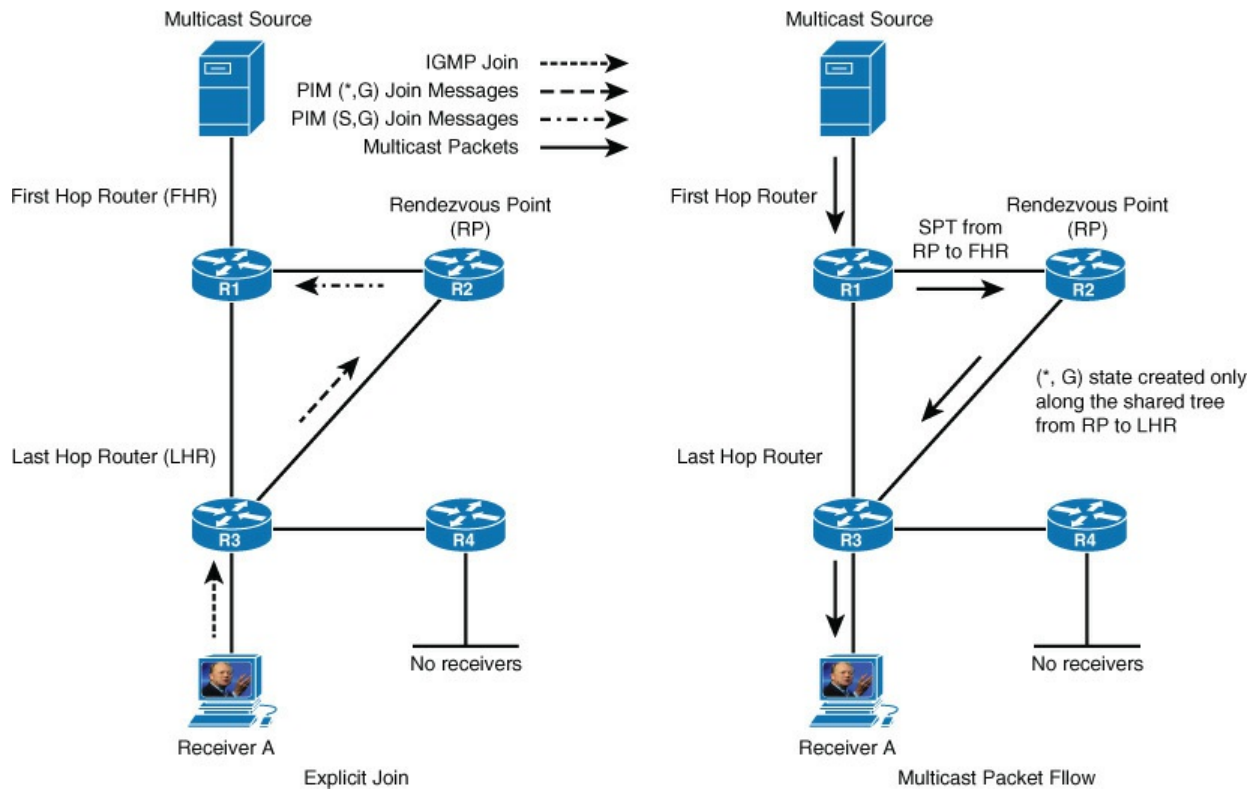 Multicast Source
IGMP Join
PIM (*,G) Join Messages
PIM (S,G) Join Messages
Multicast Packets
First Hop Router (FHR)
Rendezvous Point
(RP)
R1
R2
Last Hop Router (LHR)
R3
R4
No receivers
Receiver A
Explicit Join
Multicast Source
First Hop Router
Rendezvous Point
(RP)
SPT from
RP to FHR
R1
R2
(*, G) state created only
along the shared tree
from RP to LHR
Last Hop Router
R3
R4
No receivers
Receiver A
Multicast Packet Fllow